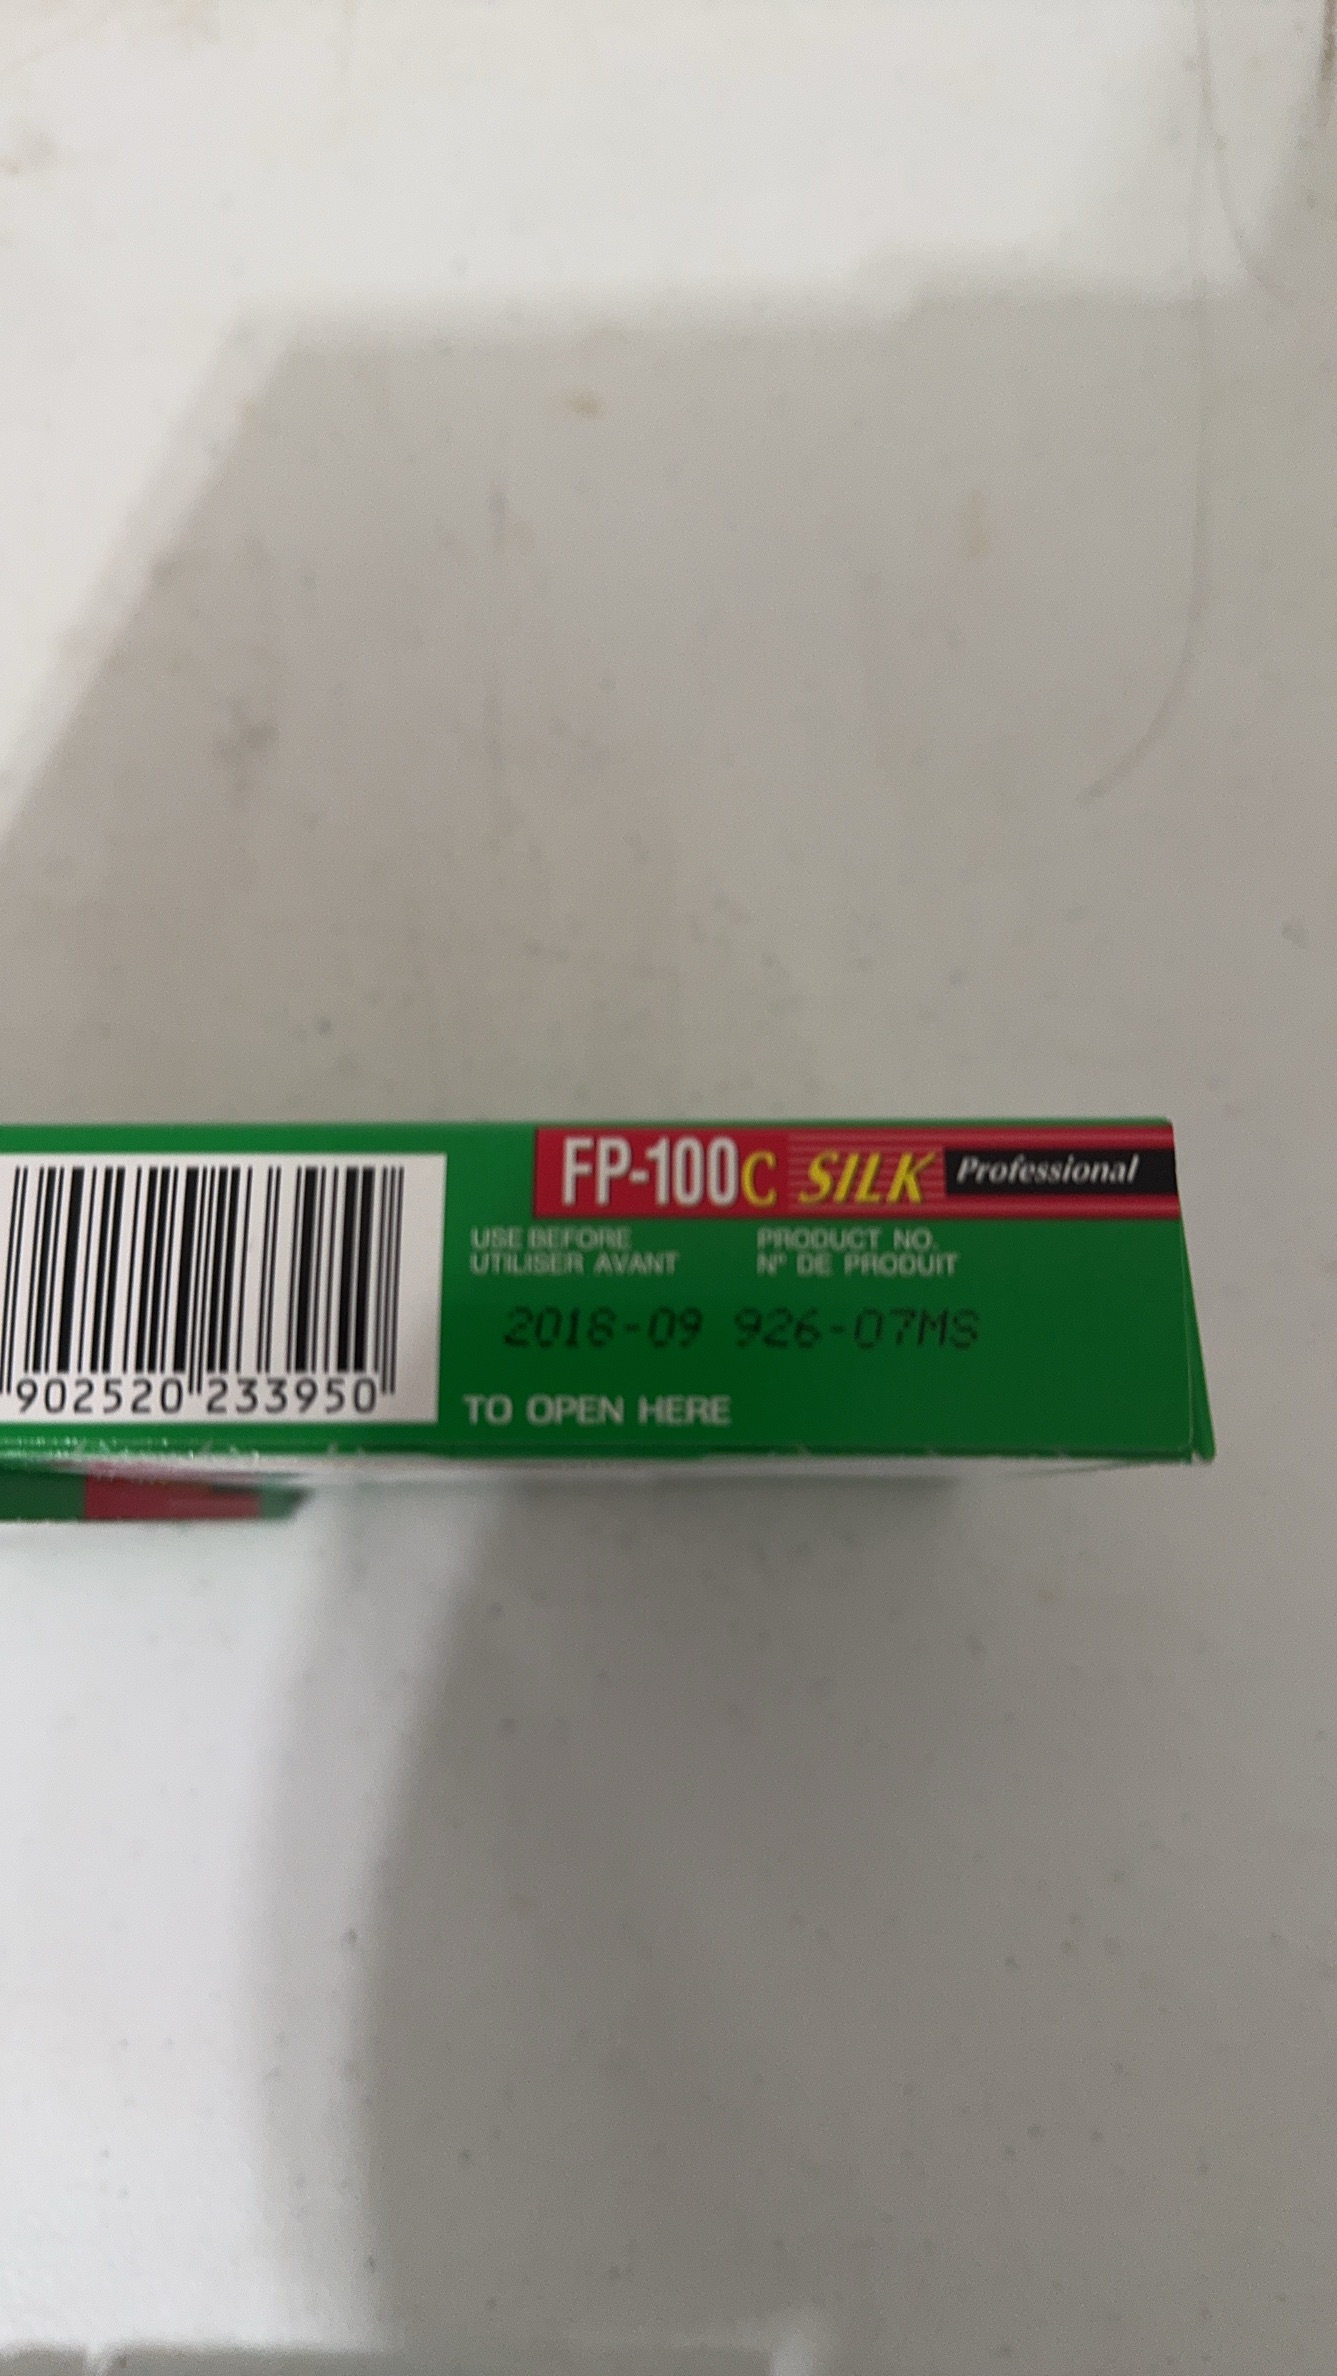 FP-100C SILK Professional
USE BEFORE
UTILISER AVANT
PRODUCT NO.
N° DE PRODUIT
2018-09 926-07MS
TO OPEN HERE
902520 233950